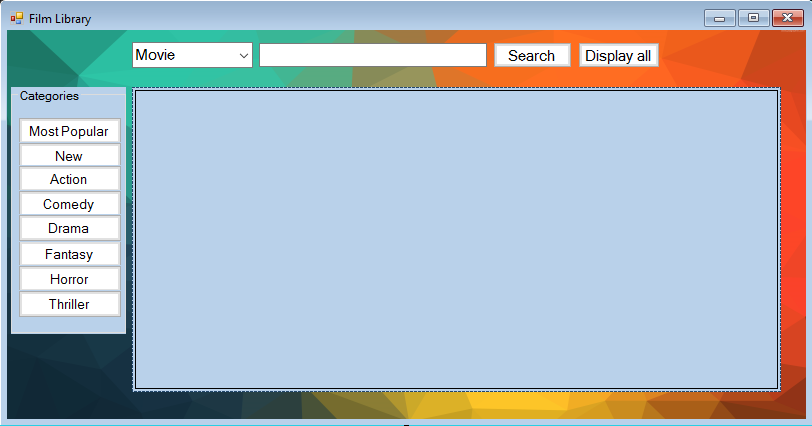 Film Library
Movie
Search
Display all
Categories
Most Popular
New
Action
Comedy
Drama
Fantasy
Horror
Thriller